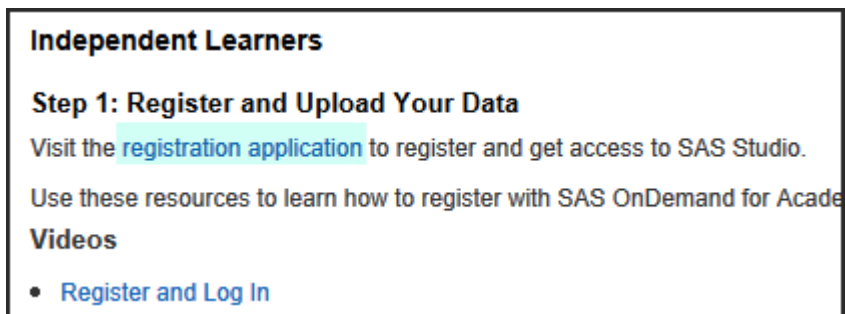 Independent Learners
Step 1: Register and Upload Your Data
Visit the registration application to register and get access to SAS Studio.
Use these resources to learn how to register with SAS OnDemand for Acade
Videos
• Register and Log In